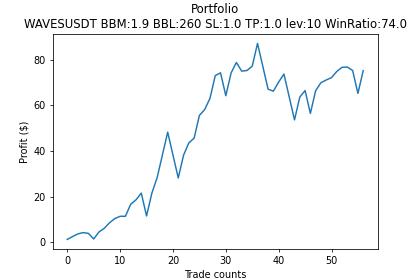 Portfolio
WAVESUSDT BBM:1.9 BBL:260 SL:1.0 TP:1.0 lev:10 WinRatio:74.0
80
60
40
20
0
Profit ($)
0 10 20 30 40 50
Trade counts